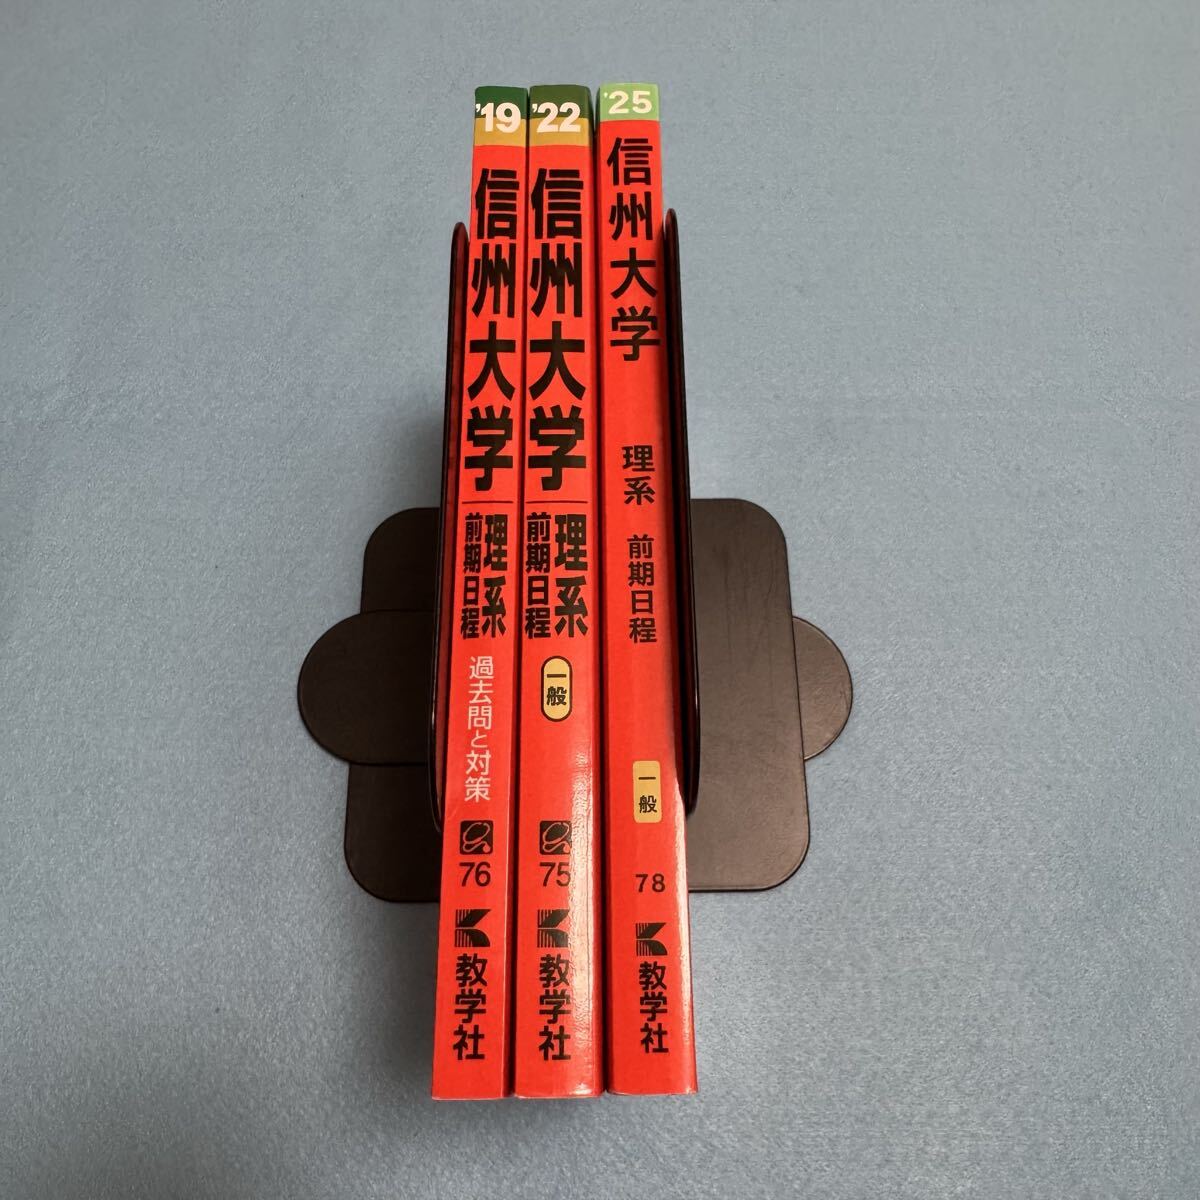 '19
信州大学
理系
前期日程
過去問と対策
76
教学社
'22
信州大学
理系
前期日程
一般
75
教学社
'25
信州大学
理系 前期日程
一般
78
教学社